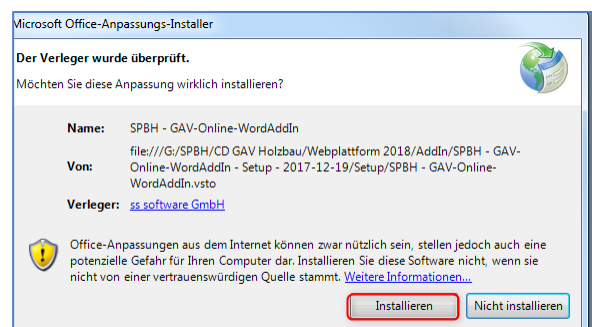 Microsoft Office-Anpassungs-Installer
Der Verleger wurde überprüft.
Möchten Sie diese Anpassung wirklich installieren?
Name: SPBH - GAV-Online-WordAddIn
Von: file:///G:/SPBH/CD GAV Holzbau/Webplattform 2018/AddIn/SPBH - GAV-
Online-WordAddIn - Setup - 2017-12-19/Setup/SPBH - GAV-Online-
WordAddIn.vsto
Verleger: ss software GmbH
Office-Anpassungen aus dem Internet können zwar nützlich sein, stellen jedoch auch eine
potenzielle Gefahr für Ihren Computer dar. Installieren Sie diese Software nicht, wenn sie
nicht von einer vertrauenswürdigen Quelle stammt. Weitere Informationen...
Installieren Nicht installieren